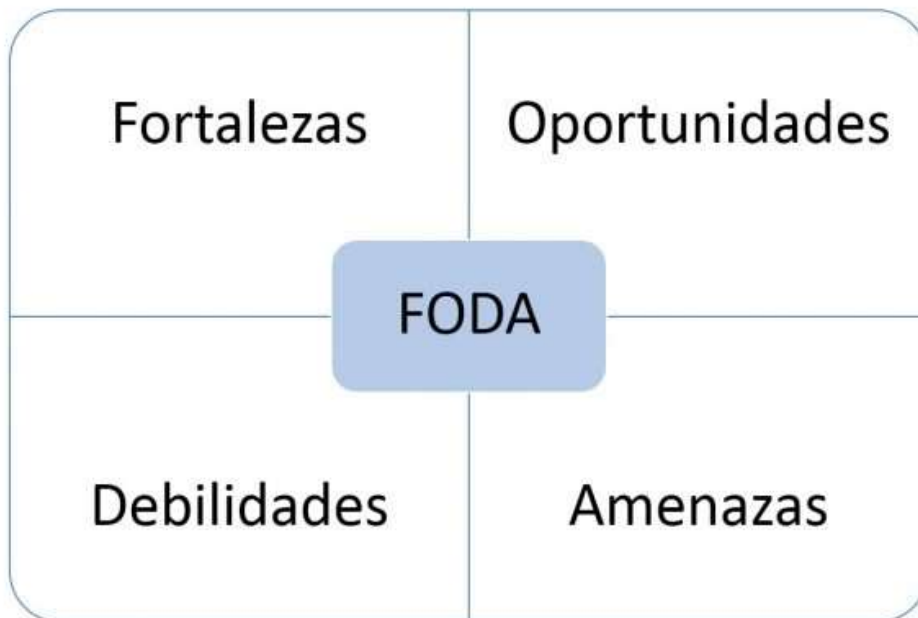 Fortalezas
Oportunidades
FODA
Debilidades
Amenazas